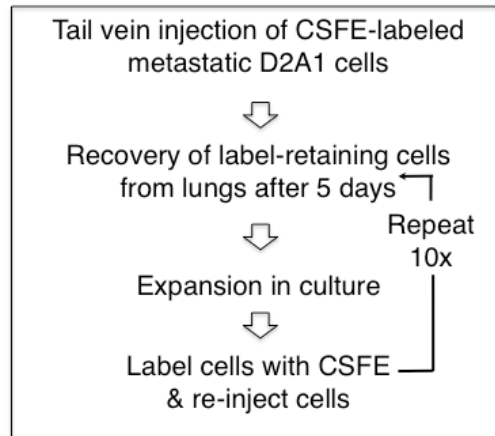 Tail vein injection of CSFE-labeled
metastatic D2A1 cells
Recovery of label-retaining cells
from lungs after 5 days
Repeat
10x
Expansion in culture
Label cells with CSFE
& re-inject cells